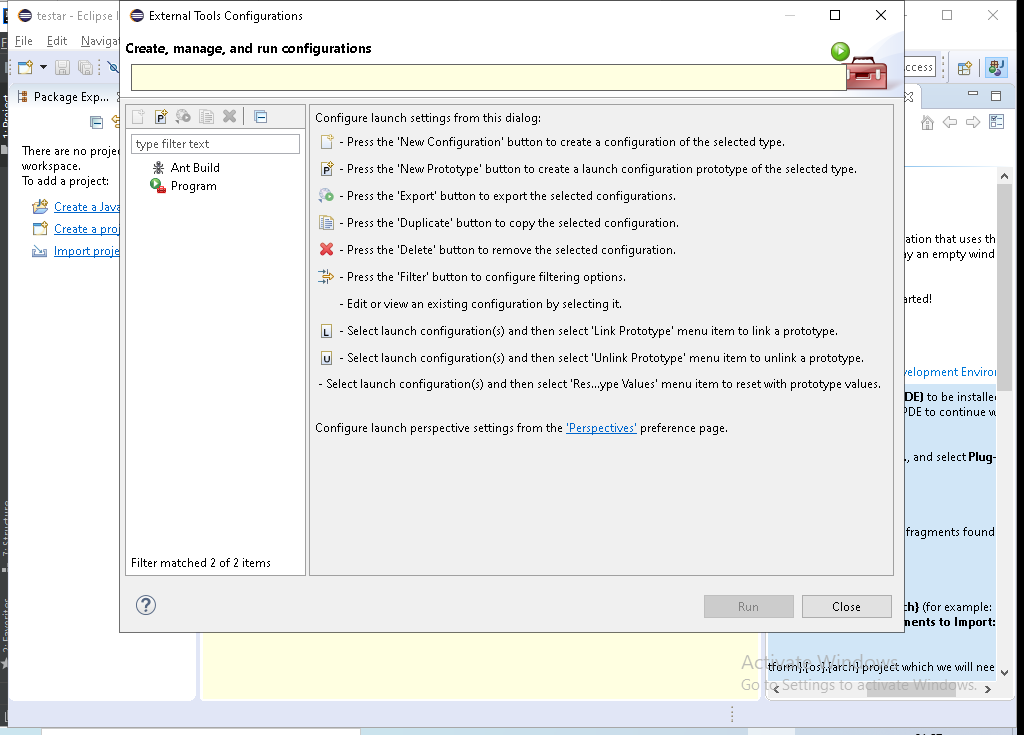 testar - Eclipse I
External Tools Configurations
File Edit Navigat
Create, manage, and run configurations
ccess
Package Exp...
type filter text
Ant Build
Program
Filter matched 2 of 2 items
There are no projec
workspace.
To add a project:
Create a Java
Create a proj
Import proje
Configure launch settings from this dialog:
- Press the 'New Configuration' button to create a configuration of the selected type.
- Press the 'New Prototype' button to create a launch configuration prototype of the selected type.
- Press the 'Export' button to export the selected configurations.
- Press the 'Duplicate' button to copy the selected configuration.
- Press the 'Delete' button to remove the selected configuration.
- Press the 'Filter' button to configure filtering options.
- Edit or view an existing configuration by selecting it.
- Select launch configuration(s) and then select 'Link Prototype' menu item to link a prototype.
- Select launch configuration(s) and then select 'Unlink Prototype' menu item to unlink a prototype.
- Select launch configuration(s) and then select 'Res...ype Values' menu item to reset with prototype values.
Configure launch perspective settings from the 'Perspectives' preference page.
Run Close
ation that uses th
y an empty wind
arted!
velopment Enviror
DE) to be installe
PDE to continue w
., and select Plug-
fragments found
ch} (for example:
ments to Import:
tform}.{os}.{arch} project which we will nee
Activate Windows
Go to Settings to activate Windows.
1: Project
7: Structure
2: Favorites